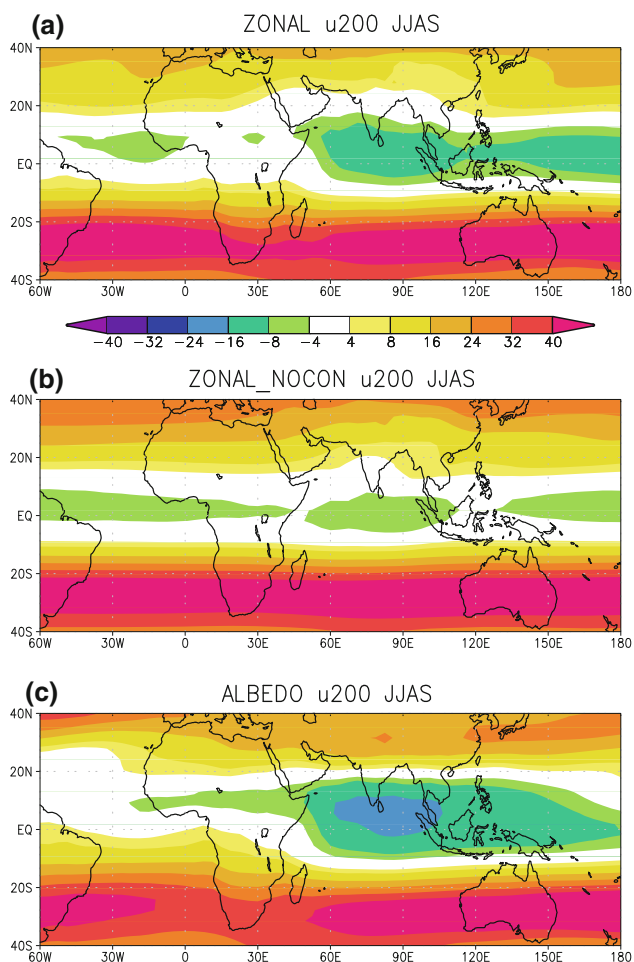 (a) ZONAL u200 JJAS
40N
20N
EQ
20S
40S
60W 30W 0 30E 60E 90E 120E 150E 180
-40 -32 -24 -16 -8 -4 4 8 16 24 32 40
(b) ZONAL_NOCON u200 JJAS
40N
20N
EQ
20S
40S
60W 30W 0 30E 60E 90E 120E 150E 180
(c) ALBEDO u200 JJAS
40N
20N
EQ
20S
40S
60W 30W 0 30E 60E 90E 120E 150E 180